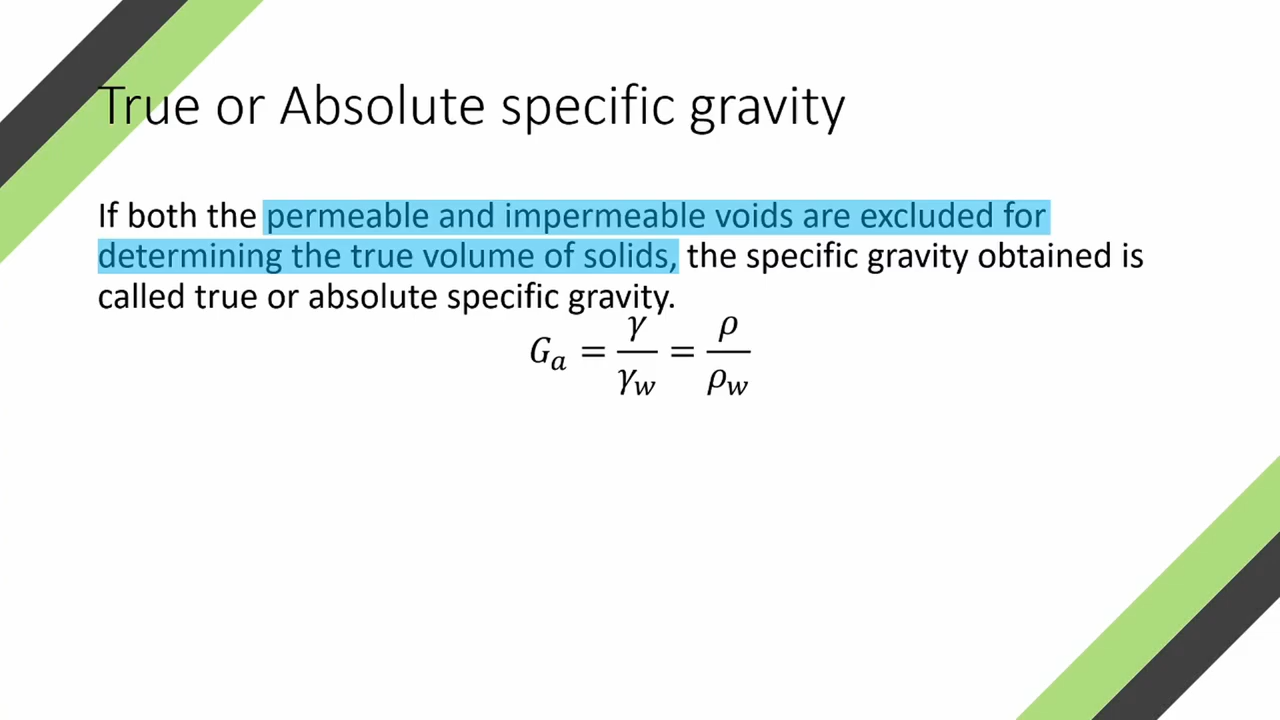 True or Absolute specific gravity
If both the permeable and impermeable voids are excluded for
determining the true volume of solids, the specific gravity obtained is
called true or absolute specific gravity.
G_a = γ/γ_w = ρ/ρ_w